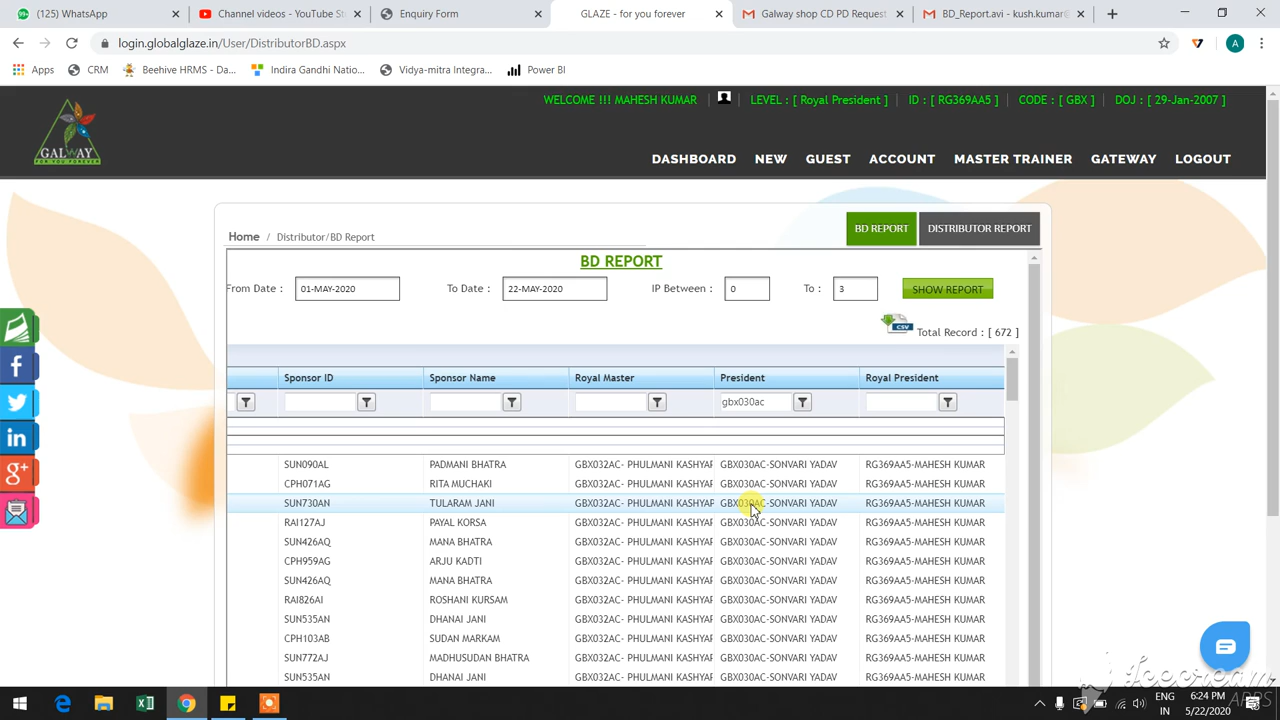 (125) WhatsApp
Channel videos - YouTube St
Enquiry Form
GLAZE - for you forever
Galway shop CD PD Request
BD_Report.avi - kush.kumar@
login.globalglaze.in/User/DistributorBD.aspx
A
Apps
CRM
Beehive HRMS - Da...
Indira Gandhi Natio...
Vidya-mitra Integra...
Power BI
WELCOME !!! MAHESH KUMAR
LEVEL : [ Royal President ]
ID : [ RG369AA5 ]
CODE : [ GBX ]
DOJ : [ 29-Jan-2007 ]
GALWAY
FOR YOU FOREVER
DASHBOARD NEW GUEST ACCOUNT MASTER TRAINER GATEWAY LOGOUT
Home / Distributor/BD Report
BD REPORT
DISTRIBUTOR REPORT
BD REPORT
From Date : 01-MAY-2020 To Date : 22-MAY-2020 IP Between : 0 To : 3 SHOW REPORT
CSV Total Record : [ 672 ]
Sponsor ID Sponsor Name Royal Master President Royal President
gbx030ac
SUN090AL PADMANI BHATRA GBX032AC- PHULMANI KASHYAP GBX030AC-SONVARI YADAV RG369AA5-MAHESH KUMAR
CPH071AG RITA MUCHAKI GBX032AC- PHULMANI KASHYAP GBX030AC-SONVARI YADAV RG369AA5-MAHESH KUMAR
SUN730AN TULARAM JANI GBX032AC- PHULMANI KASHYAP GBX030AC-SONVARI YADAV RG369AA5-MAHESH KUMAR
RAI127AJ PAYAL KORSA GBX032AC- PHULMANI KASHYAP GBX030AC-SONVARI YADAV RG369AA5-MAHESH KUMAR
SUN426AQ MANA BHATRA GBX032AC- PHULMANI KASHYAP GBX030AC-SONVARI YADAV RG369AA5-MAHESH KUMAR
CPH959AG ARJU KADTI GBX032AC- PHULMANI KASHYAP GBX030AC-SONVARI YADAV RG369AA5-MAHESH KUMAR
SUN426AQ MANA BHATRA GBX032AC- PHULMANI KASHYAP GBX030AC-SONVARI YADAV RG369AA5-MAHESH KUMAR
RAI826AI ROSHANI KURSAM GBX032AC- PHULMANI KASHYAP GBX030AC-SONVARI YADAV RG369AA5-MAHESH KUMAR
SUN535AN DHANAI JANI GBX032AC- PHULMANI KASHYAP GBX030AC-SONVARI YADAV RG369AA5-MAHESH KUMAR
CPH103AB SUDAN MARKAM GBX032AC- PHULMANI KASHYAP GBX030AC-SONVARI YADAV RG369AA5-MAHESH KUMAR
SUN772AJ MADHUSUDAN BHATRA GBX032AC- PHULMANI KASHYAP GBX030AC-SONVARI YADAV RG369AA5-MAHESH KUMAR
SUN535AN DHANAI JANI GBX032AC- PHULMANI KASHYAP GBX030AC-SONVARI YADAV RG369AA5-MAHESH KUMAR
Icecream
APPS
ENG
IN
6:24 PM
5/22/2020